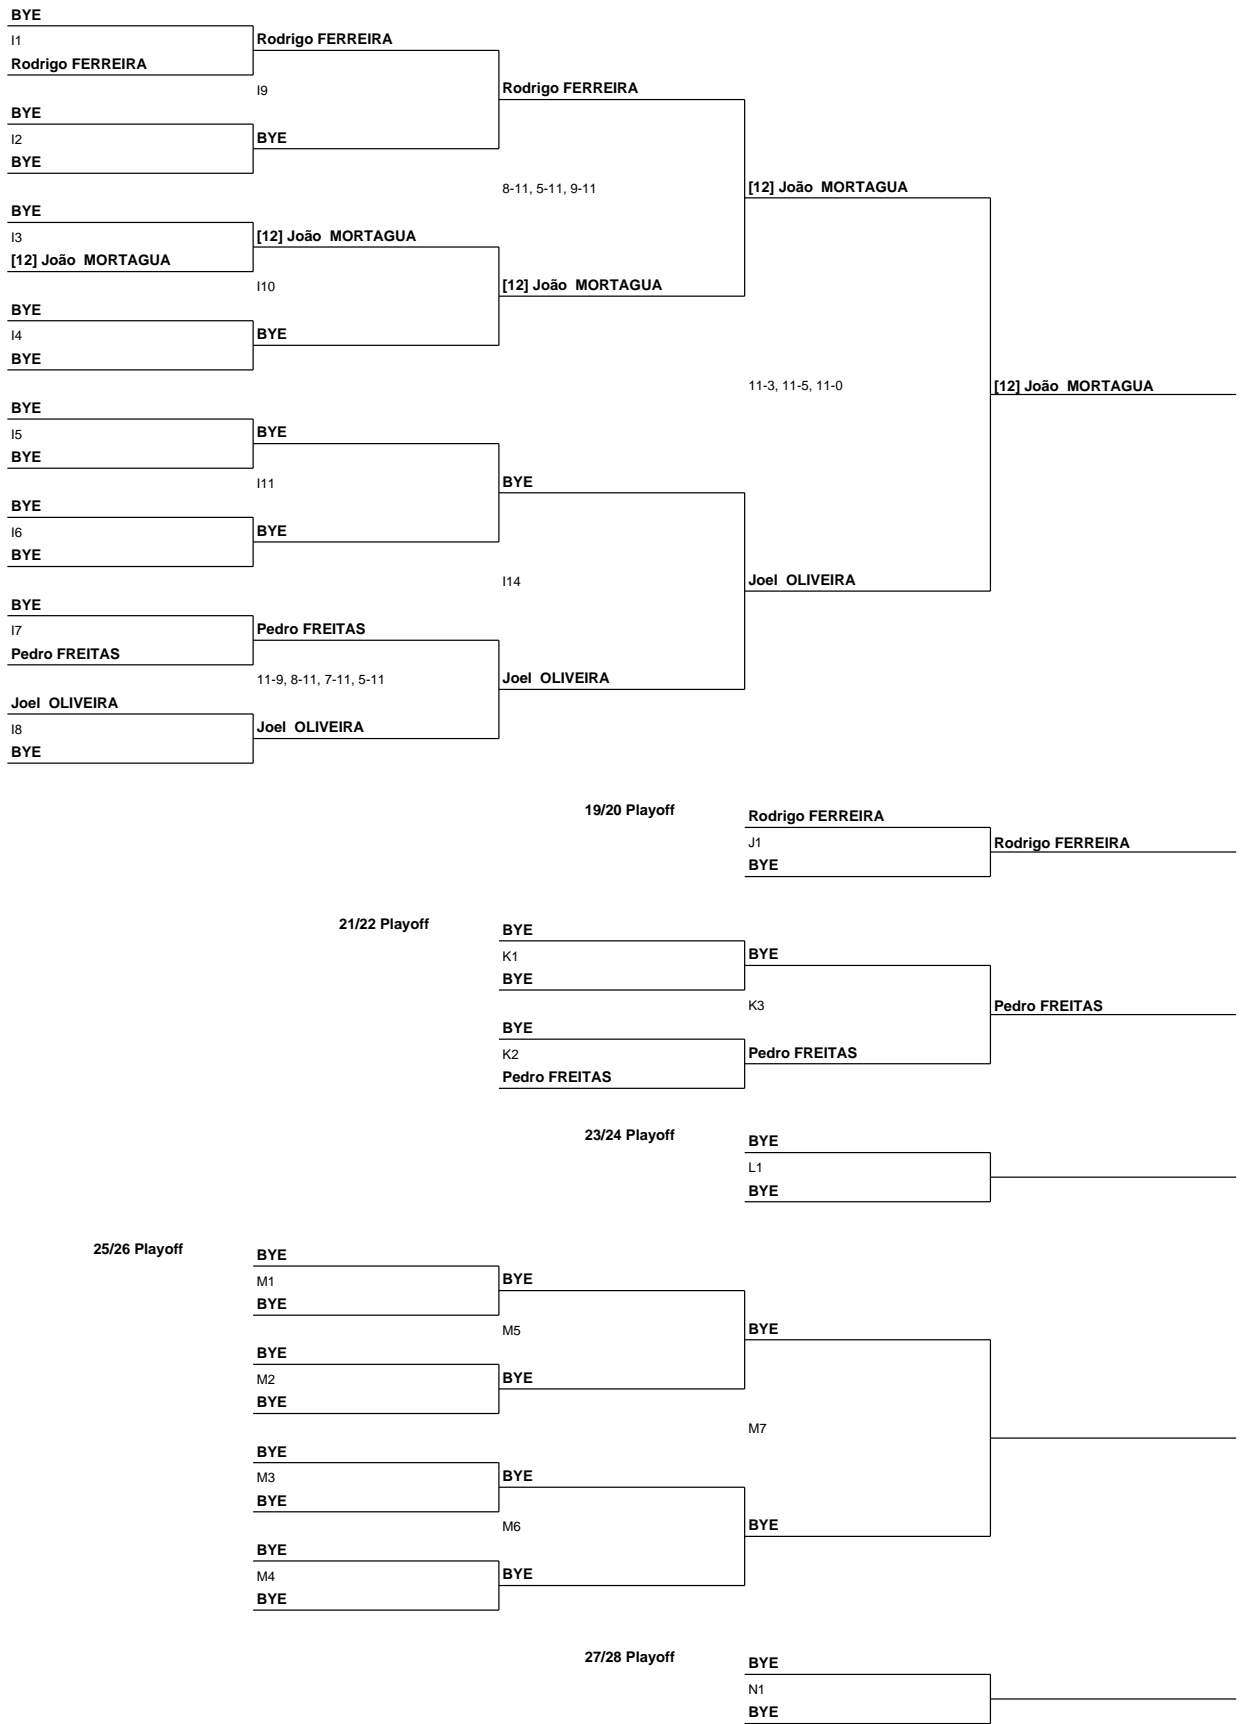 BYE
I1
Rodrigo FERREIRA
Rodrigo FERREIRA
I9
Rodrigo FERREIRA
BYE
I2
BYE
BYE
8-11, 5-11, 9-11
[12] João MORTAGUA
BYE
I3
[12] João MORTAGUA
[12] João MORTAGUA
I10
[12] João MORTAGUA
BYE
I4
BYE
BYE
11-3, 11-5, 11-0
[12] João MORTAGUA
BYE
I5
BYE
BYE
I11
BYE
BYE
I6
BYE
BYE
I14
Joel OLIVEIRA
BYE
I7
Pedro FREITAS
Pedro FREITAS
11-9, 8-11, 7-11, 5-11
Joel OLIVEIRA
Joel OLIVEIRA
I8
BYE
Joel OLIVEIRA
19/20 Playoff
Rodrigo FERREIRA
J1
BYE
Rodrigo FERREIRA
21/22 Playoff
BYE
K1
BYE
BYE
K3
Pedro FREITAS
BYE
K2
Pedro FREITAS
Pedro FREITAS
23/24 Playoff
BYE
L1
BYE
25/26 Playoff
BYE
M1
BYE
BYE
M5
BYE
BYE
M2
BYE
BYE
M7
BYE
M3
BYE
BYE
M6
BYE
BYE
M4
BYE
BYE
27/28 Playoff
BYE
N1
BYE